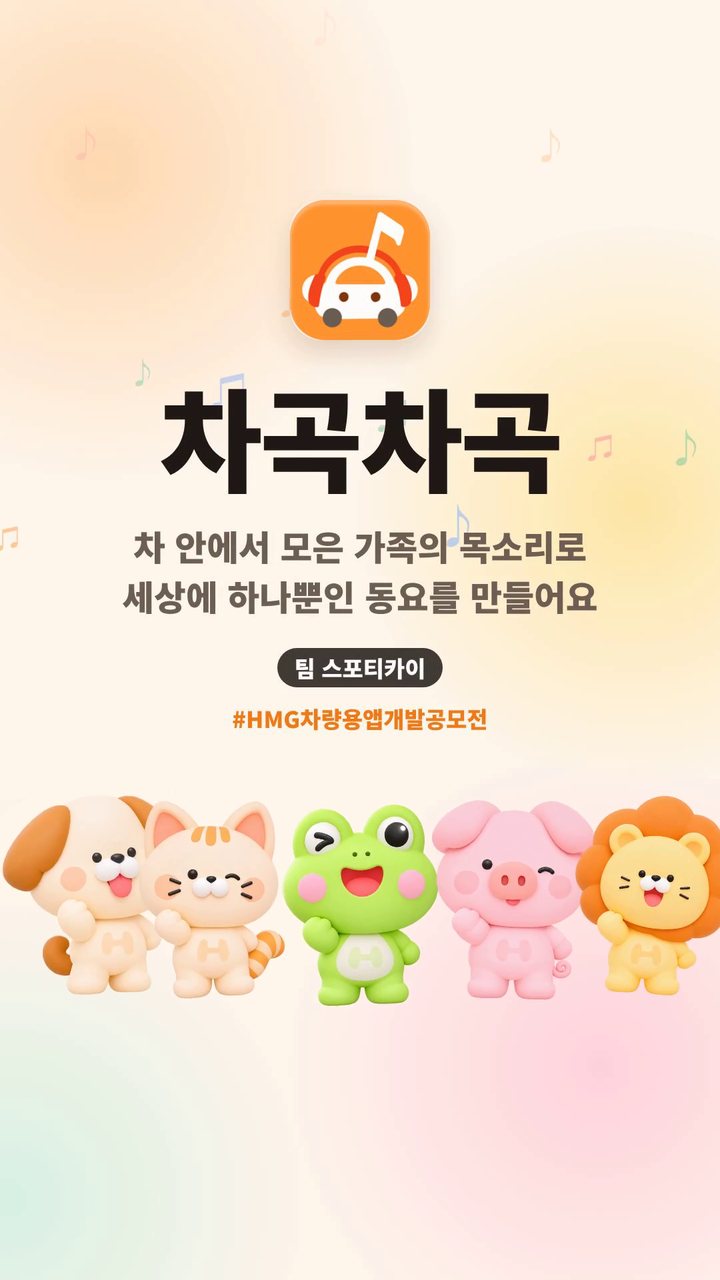 차곡차곡
차 안에서 모은 가족의 목소리로
세상에 하나뿐인 동요를 만들어요
팀 스포티카이
#HMG차량용앱개발공모전
H
H
H
H
H